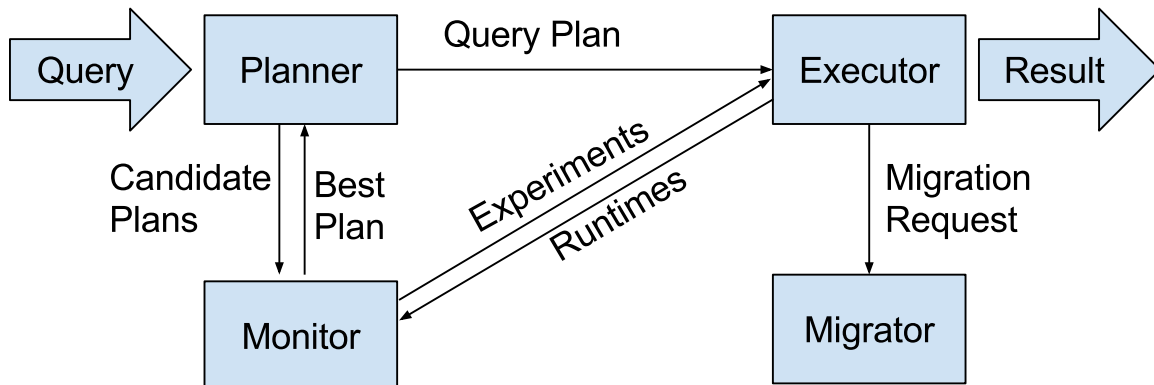 Query
Planner
Query Plan
Executor
Result
Candidate
Plans
Best
Plan
Experiments
Runtimes
Migration
Request
Monitor
Migrator